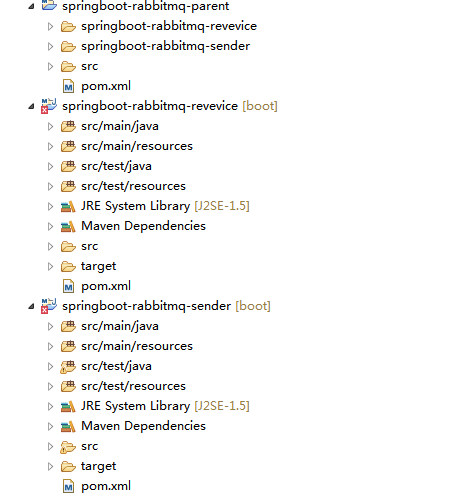 springboot-rabbitmq-parent
springboot-rabbitmq-revevice
springboot-rabbitmq-sender
src
pom.xml
springboot-rabbitmq-revevice [boot]
src/main/java
src/main/resources
src/test/java
src/test/resources
JRE System Library [J2SE-1.5]
Maven Dependencies
src
target
pom.xml
springboot-rabbitmq-sender [boot]
src/main/java
src/main/resources
src/test/java
src/test/resources
JRE System Library [J2SE-1.5]
Maven Dependencies
src
target
pom.xml